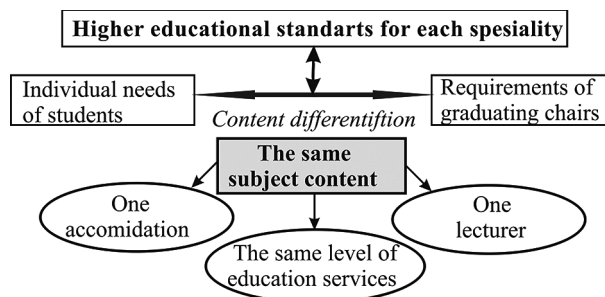 Higher educational standarts for each spesiality
Individual needs
of students
Requirements of
graduating chairs
Content differentiftion
The same
subject content
One
accomidation
One
lecturer
The same level of
education services